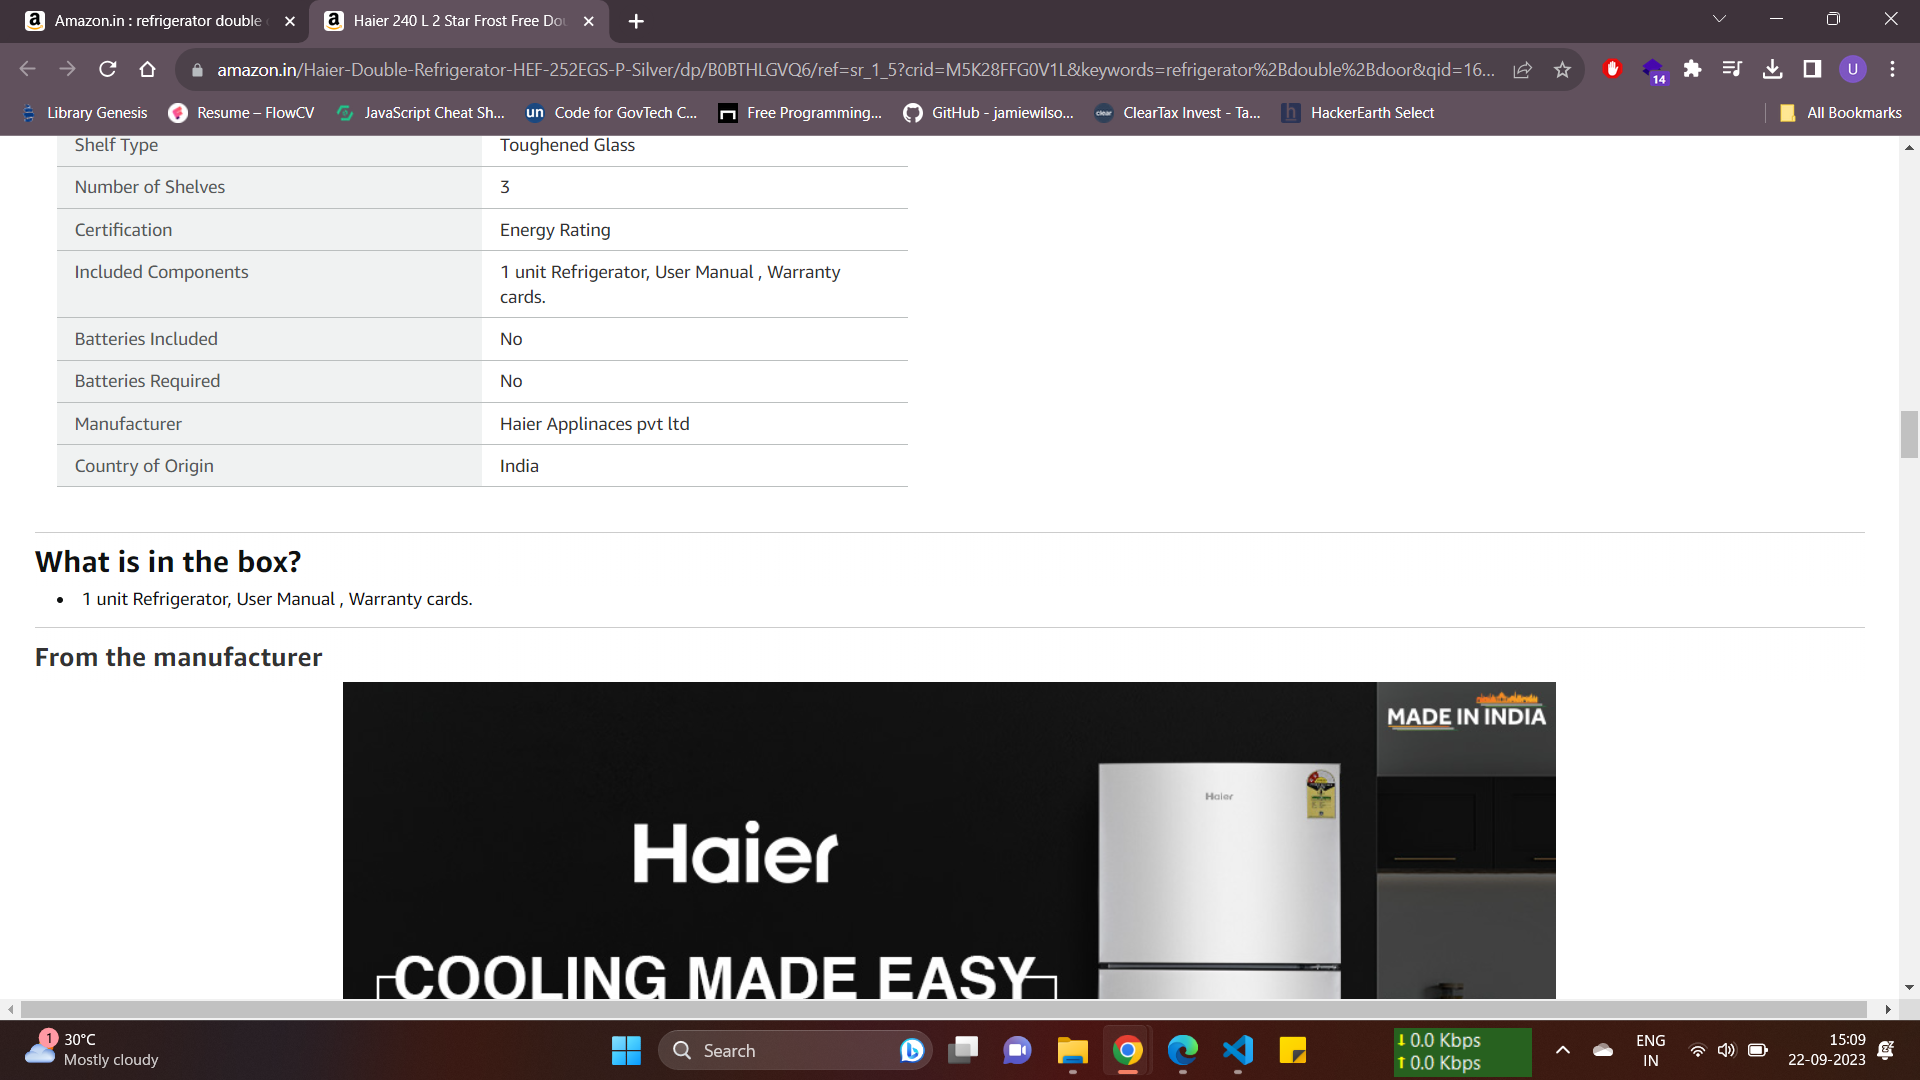 Amazon.in : refrigerator double
Haier 240 L 2 Star Frost Free Dou
amazon.in/Haier-Double-Refrigerator-HEF-252EGS-P-Silver/dp/B0BTHLGVQ6/ref=sr_1_5?crid=M5K28FFG0V1L&keywords=refrigerator%2Bdouble%2Bdoor&qid=16...
14
U
Library Genesis
Resume – FlowCV
JavaScript Cheat Sh...
un Code for GovTech C...
Free Programming...
GitHub - jamiewilso...
clear ClearTax Invest - Ta...
h HackerEarth Select
All Bookmarks
Shelf Type Toughened Glass
Number of Shelves 3
Certification Energy Rating
Included Components 1 unit Refrigerator, User Manual , Warranty
cards.
Batteries Included No
Batteries Required No
Manufacturer Haier Applinaces pvt ltd
Country of Origin India
What is in the box?
• 1 unit Refrigerator, User Manual , Warranty cards.
From the manufacturer
MADE IN INDIA
Haier
Haier
COOLING MADE EASY
1
30°C
Mostly cloudy
Search
0.0 Kbps
0.0 Kbps
ENG
IN
15:09
22-09-2023